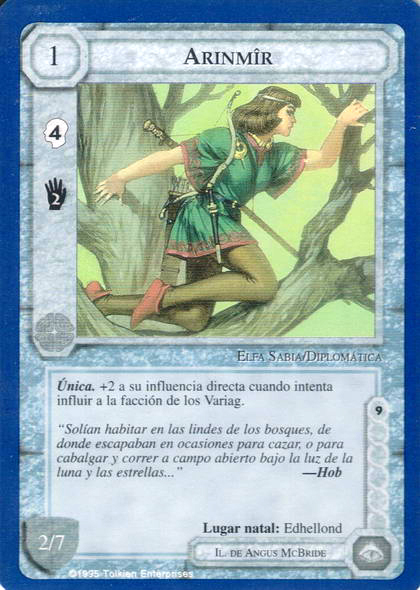 1
ARINMÎR
4
2
ELFA SABIA/DIPLOMÁTICA
Única. +2 a su influencia directa cuando intenta
influir a la facción de los Variag.
9
“Solían habitar en las lindes de los bosques, de
donde escapaban en ocasiones para cazar, o para
cabalgar y correr a campo abierto bajo la luz de la
luna y las estrellas...” —Hob
Lugar natal: Edhellond
2/7
IL. DE ANGUS MCBRIDE
©1995 Tolkien Enterprises